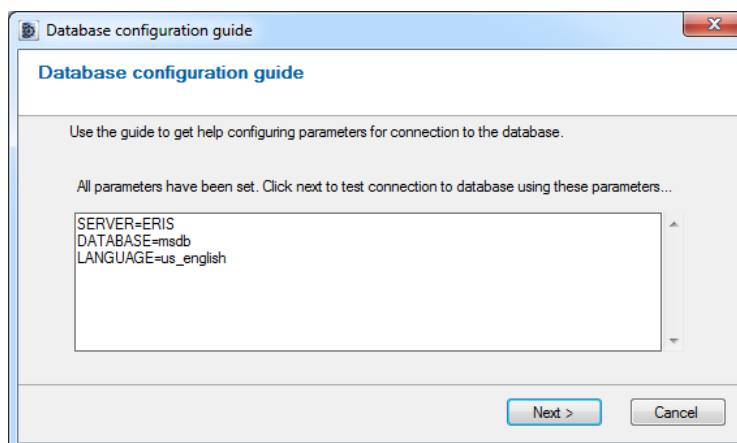 Database configuration guide
Database configuration guide
Use the guide to get help configuring parameters for connection to the database.
All parameters have been set. Click next to test connection to database using these parameters...
SERVER=ERIS
DATABASE=msdb
LANGUAGE=us_english
Next >
Cancel